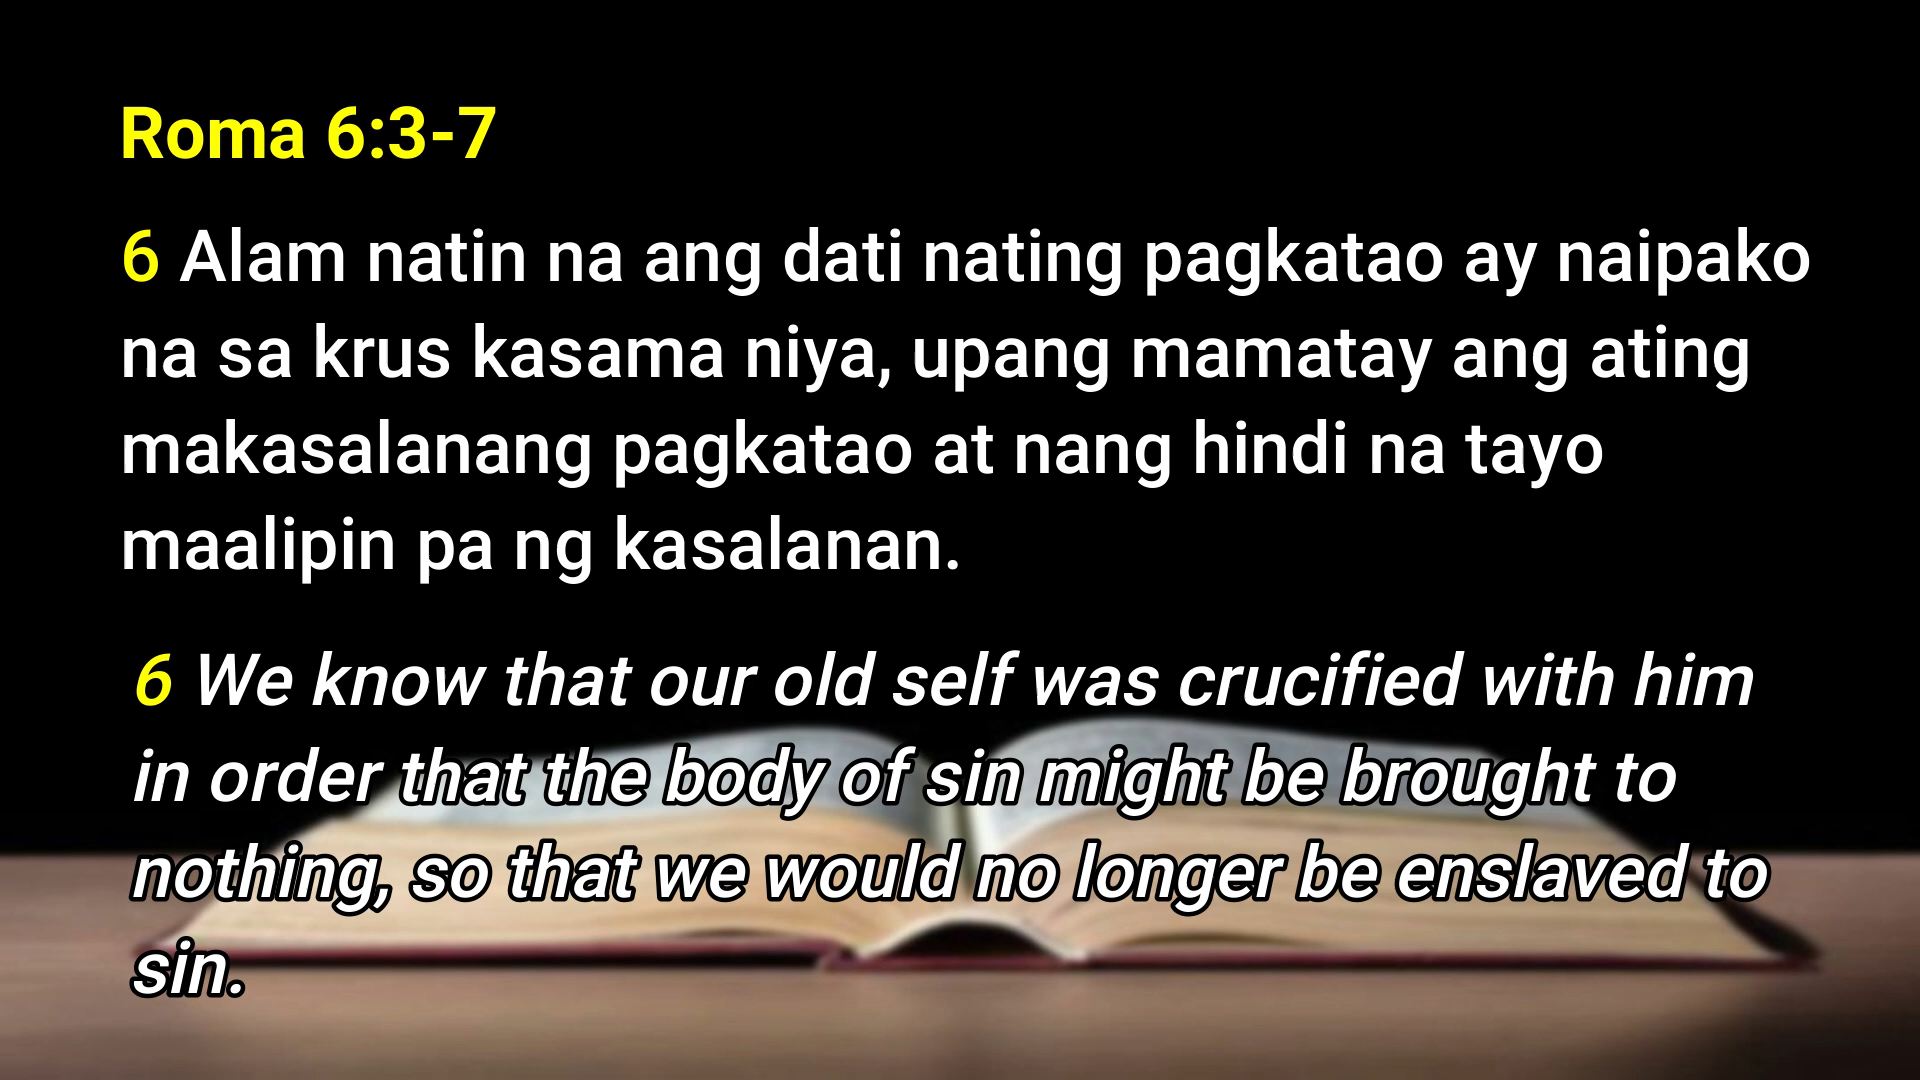 Roma 6:3-7
6 Alam natin na ang dati nating pagkatao ay naipako
na sa krus kasama niya, upang mamatay ang ating
makasalanang pagkatao at nang hindi na tayo
maalipin pa ng kasalanan.
6 We know that our old self was crucified with him
in order that the body of sin might be brought to
nothing, so that we would no longer be enslaved to
sin.